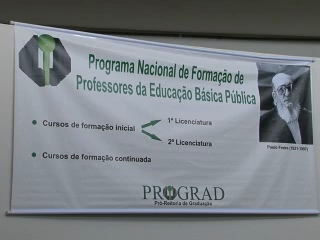 Programa Nacional de Formação de
Professores da Educação Básica Pública
Cursos de formação inicial
1ª Licenciatura
2ª Licenciatura
Cursos de formação continuada
Paulo Freire (1921-1997)
PROGRAD
Pró-Reitoria de Graduação